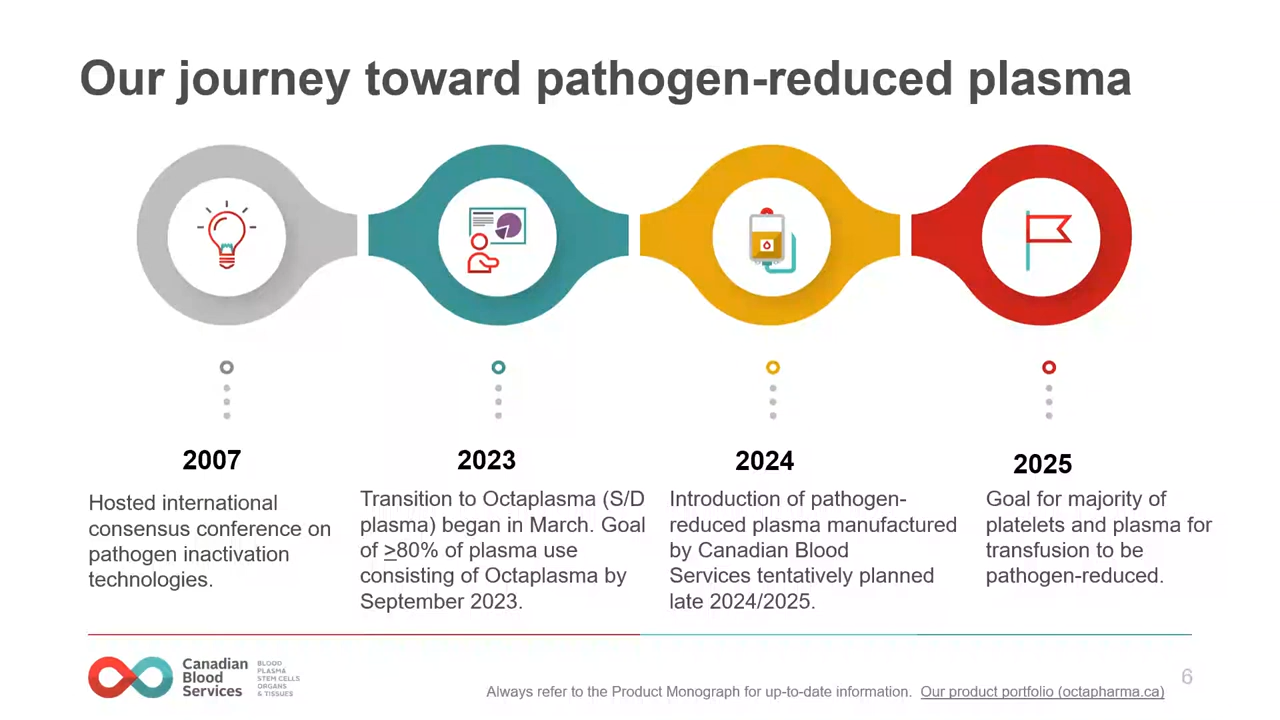 Our journey toward pathogen-reduced plasma
2007
Hosted international
consensus conference on
pathogen inactivation
technologies.
2023
Transition to Octaplasma (S/D
plasma) began in March. Goal
of ≥80% of plasma use
consisting of Octaplasma by
September 2023.
2024
Introduction of pathogen-
reduced plasma manufactured
by Canadian Blood
Services tentatively planned
late 2024/2025.
2025
Goal for majority of
platelets and plasma for
transfusion to be
pathogen-reduced.
Canadian
Blood
Services
BLOOD
PLASMA
STEM CELLS
ORGANS
& TISSUES
Always refer to the Product Monograph for up-to-date information. Our product portfolio (octapharma.ca)
6